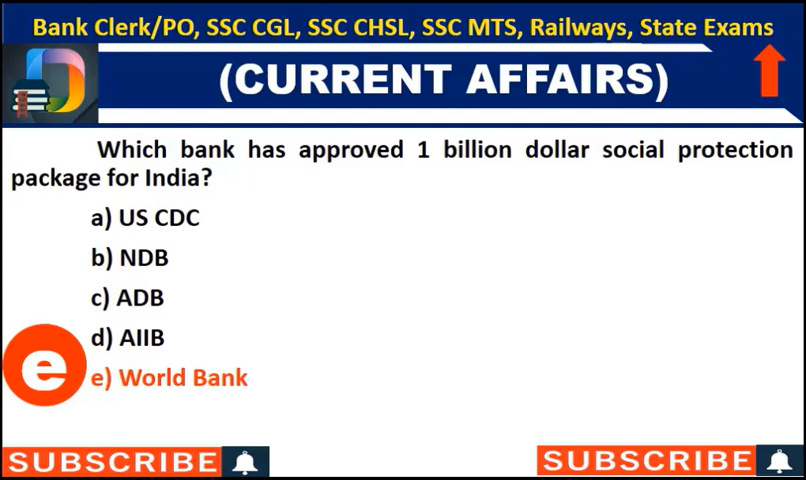 Bank Clerk/PO, SSC CGL, SSC CHSL, SSC MTS, Railways, State Exams
(CURRENT AFFAIRS)
Which bank has approved 1 billion dollar social protection
package for India?
a) US CDC
b) NDB
c) ADB
d) AIIB
e
e) World Bank
SUBSCRIBE
SUBSCRIBE